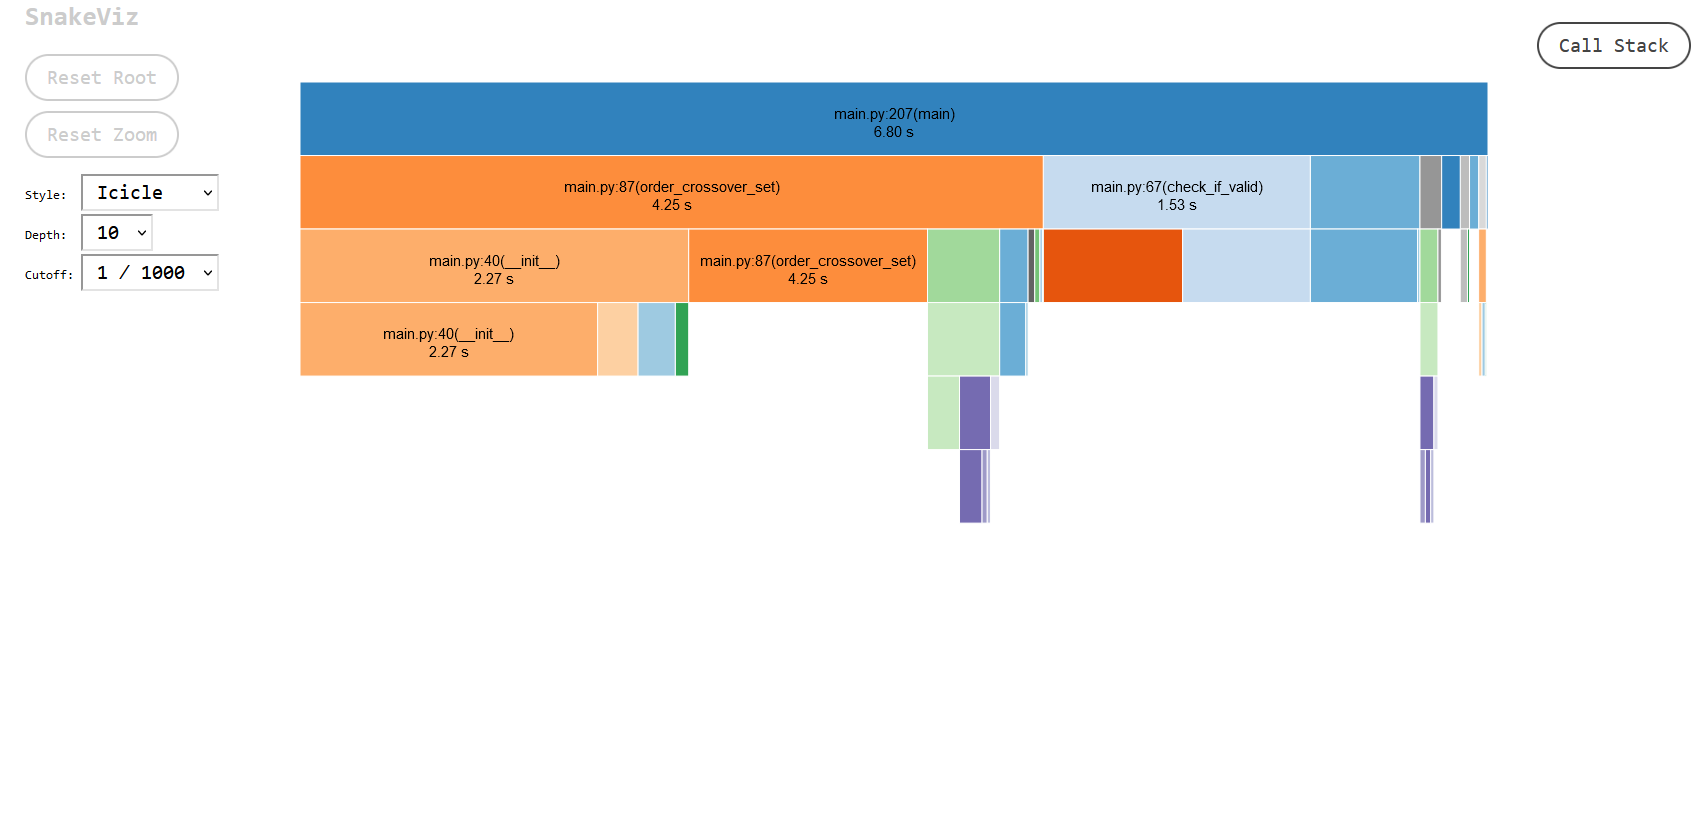 SnakeViz
Call Stack
Reset Root
Reset Zoom
Style: Icicle
Depth: 10
Cutoff: 1 / 1000
main.py:207(main)
6.80 s
main.py:87(order_crossover_set)
4.25 s
main.py:67(check_if_valid)
1.53 s
main.py:40(__init__)
2.27 s
main.py:87(order_crossover_set)
4.25 s
main.py:40(__init__)
2.27 s